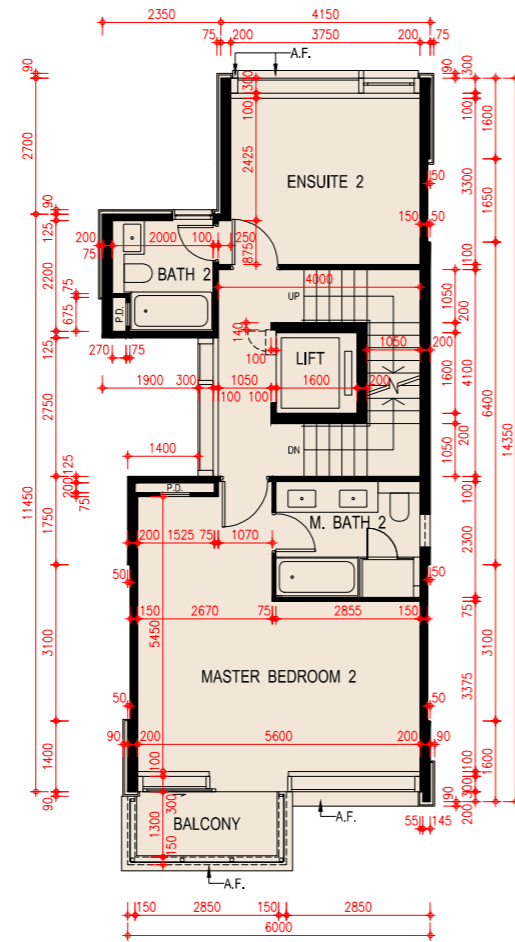 2350 4150
75 200 3750 200 75
A.F.
90 300 90 300
100 100
1600
2700 2425 ENSUITE 2 3300
50 1650
90 150 50
125 200 2000 100 250
75 875 100
BATH 2
2200 75 4000
UP 1050
675 P.D. 200
140
125 270 75 LIFT 1050 200
100
1600 4100 6400
1900 300 1050 1600 200
100 100
2750 14350
1400 200
DN 1050
125
200 P.D. 100
75
11450 1750 M. BATH 2 2300
200 1525 75 1070
50 50
75
150 2670 75 2855 150
3100 5450 3100
MASTER BEDROOM 2 3375
50 50
90 200 5600 200 90
1400 100 100 1600
90 300 90 300
1300 BALCONY 200
A.F. 55 145
150
A.F.
150 2850 150 2850
6000